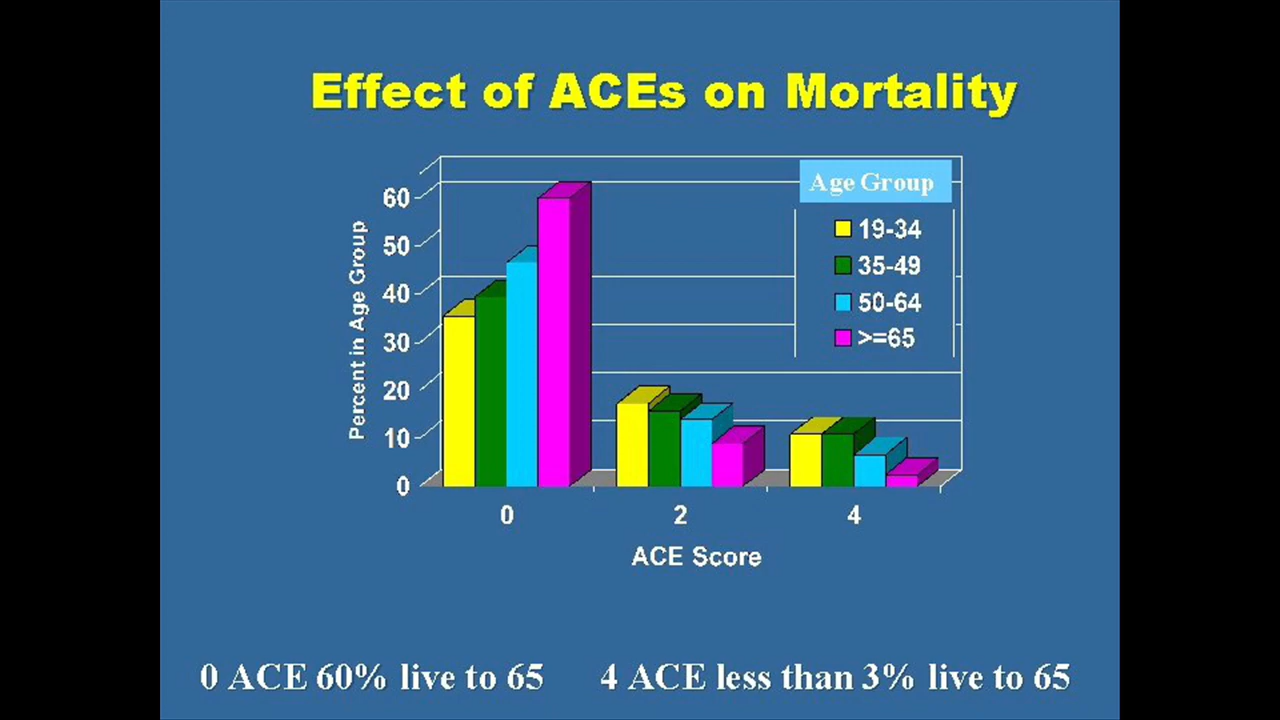 Effect of ACEs on Mortality
Age Group
19-34
35-49
50-64
>=65
Percent in Age Group
60
50
40
30
20
10
0
0 2 4
ACE Score
0 ACE 60% live to 65 4 ACE less than 3% live to 65